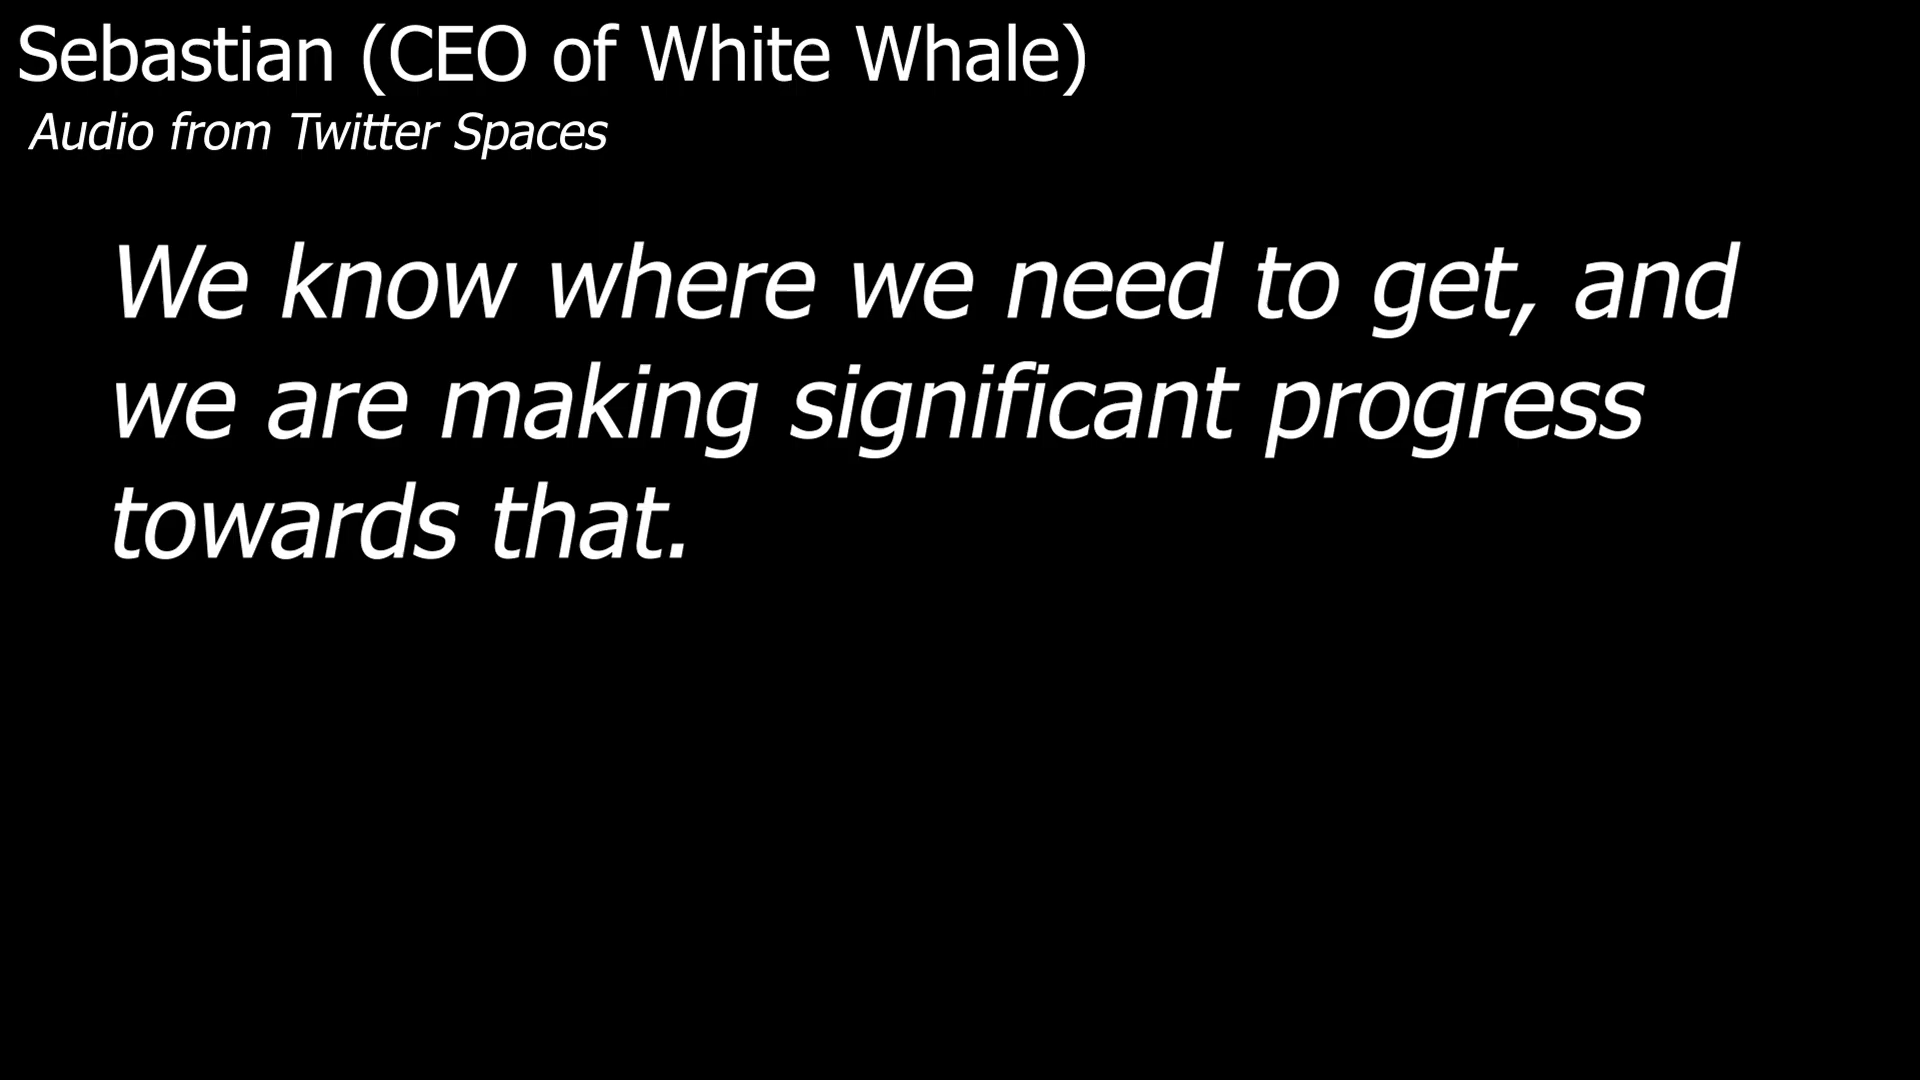 Sebastian (CEO of White Whale)
Audio from Twitter Spaces
We know where we need to get, and
we are making significant progress
towards that.